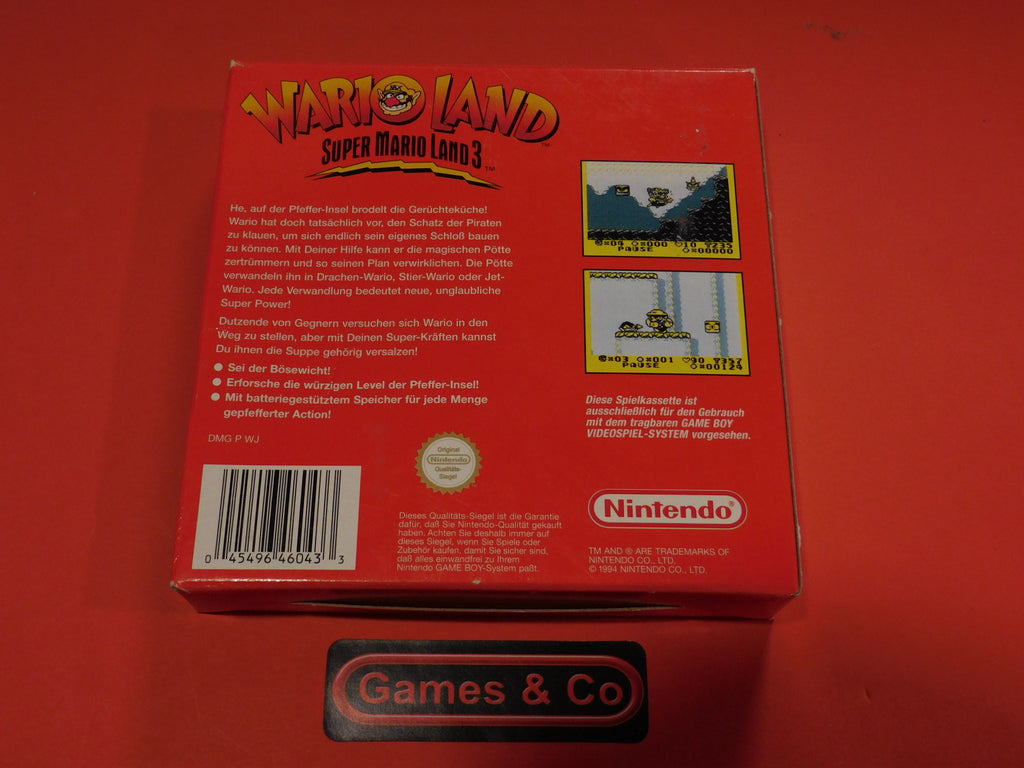 WARIO LAND
SUPER MARIO LAND 3 ™
He, auf der Pfeffer-Insel brodelt die Gerüchteküche!
Wario hat doch tatsächlich vor, den Schatz der Piraten
zu klauen, um sich endlich sein eigenes Schloß bauen
zu können. Mit Deiner Hilfe kann er die magischen Pötte
zertrümmern und so seinen Plan verwirklichen. Die Pötte
verwandeln ihn in Drachen-Wario, Stier-Wario oder Jet-
Wario. Jede Verwandlung bedeutet neue, unglaubliche
Super Power!
Dutzende von Gegnern versuchen sich Wario in den
Weg zu stellen, aber mit Deinen Super-Kräften kannst
Du ihnen die Suppe gehörig versalzen!
● Sei der Bösewicht!
● Erforsche die würzigen Level der Pfeffer-Insel!
● Mit batteriegestütztem Speicher für jede Menge
gepfefferter Action!
DMG P WJ
0 45496 46043 3
Original
Nintendo
Qualitäts-
Siegel
Dieses Qualitäts-Siegel ist die Garantie
dafür, daß Sie Nintendo-Qualität gekauft
haben. Achten Sie deshalb immer auf
dieses Siegel, wenn Sie Spiele oder
Zubehör kaufen, damit Sie sicher sind,
daß alles einwandfrei zu Ihrem
Nintendo GAME BOY-System paßt.
×04 ×000 10 235
PAUSE ×00000
×03 ×001 90 357
PAUSE ×00124
Diese Spielkassette ist
ausschließlich für den Gebrauch
mit dem tragbaren GAME BOY
VIDEOSPIEL-SYSTEM vorgesehen.
Nintendo®
TM AND ® ARE TRADEMARKS OF
NINTENDO CO., LTD.
© 1994 NINTENDO CO., LTD.
Games & Co